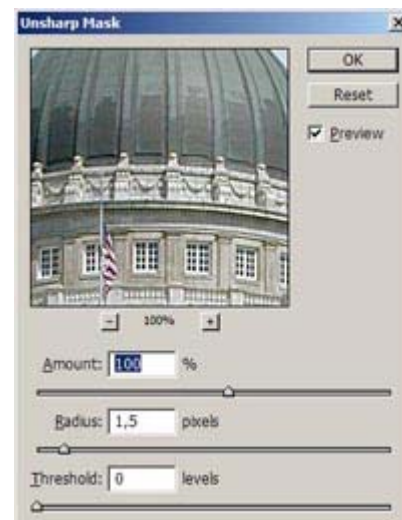 Unsharp Mask
OK
Reset
Preview
100%
Amount: 100 %
Radius: 1,5 pixels
Threshold: 0 levels